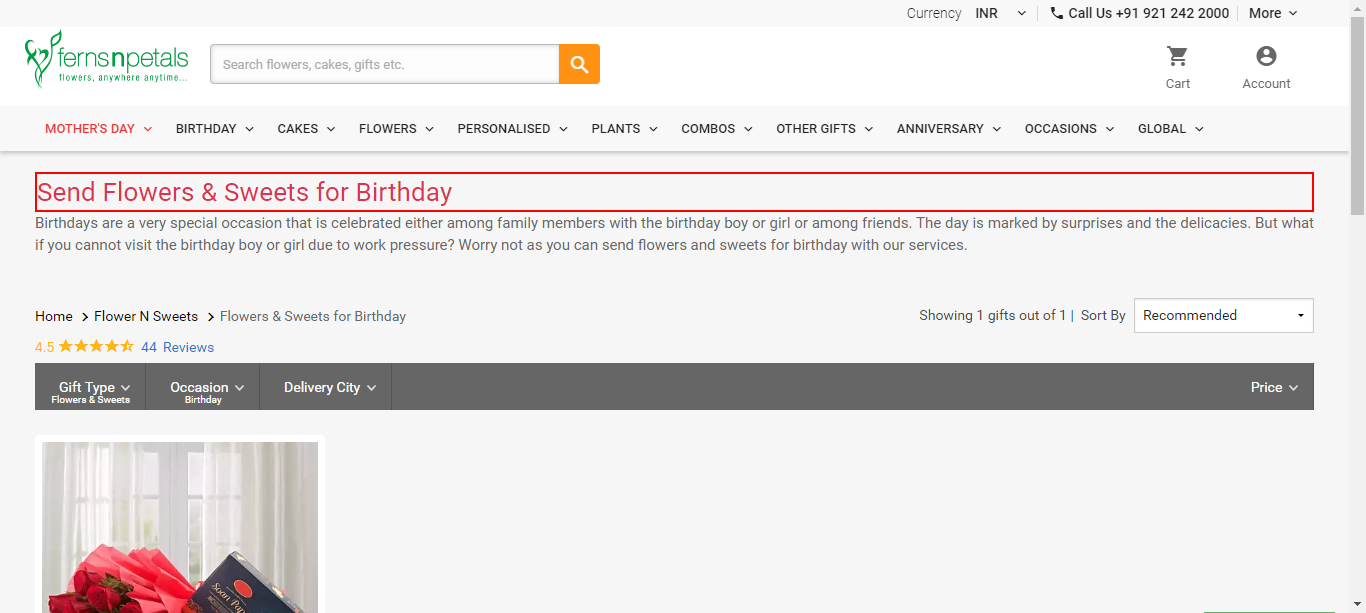 Currency INR Call Us +91 921 242 2000 More
fernsnpetals
flowers, anywhere anytime...
Search flowers, cakes, gifts etc.
Cart Account
MOTHER'S DAY BIRTHDAY CAKES FLOWERS PERSONALISED PLANTS COMBOS OTHER GIFTS ANNIVERSARY OCCASIONS GLOBAL
Send Flowers & Sweets for Birthday
Birthdays are a very special occasion that is celebrated either among family members with the birthday boy or girl or among friends. The day is marked by surprises and the delicacies. But what
if you cannot visit the birthday boy or girl due to work pressure? Worry not as you can send flowers and sweets for birthday with our services.
Home Flower N Sweets Flowers & Sweets for Birthday
Showing 1 gifts out of 1 | Sort By Recommended
4.5 44 Reviews
Gift Type Occasion Delivery City Price
Flowers & Sweets Birthday
Soan Pap